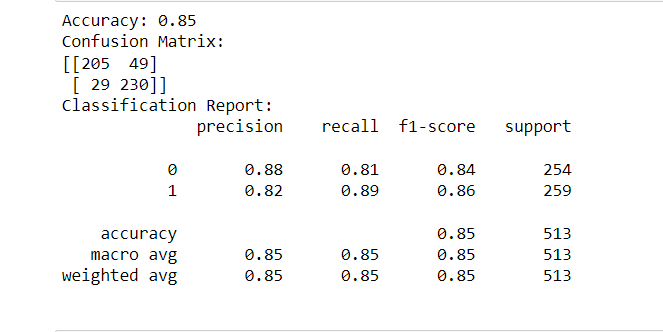 Accuracy: 0.85
Confusion Matrix:
[[205  49]
 [ 29 230]]
Classification Report:
              precision    recall  f1-score   support

           0       0.88      0.81      0.84       254
           1       0.82      0.89      0.86       259

    accuracy                           0.85       513
   macro avg       0.85      0.85      0.85       513
weighted avg       0.85      0.85      0.85       513